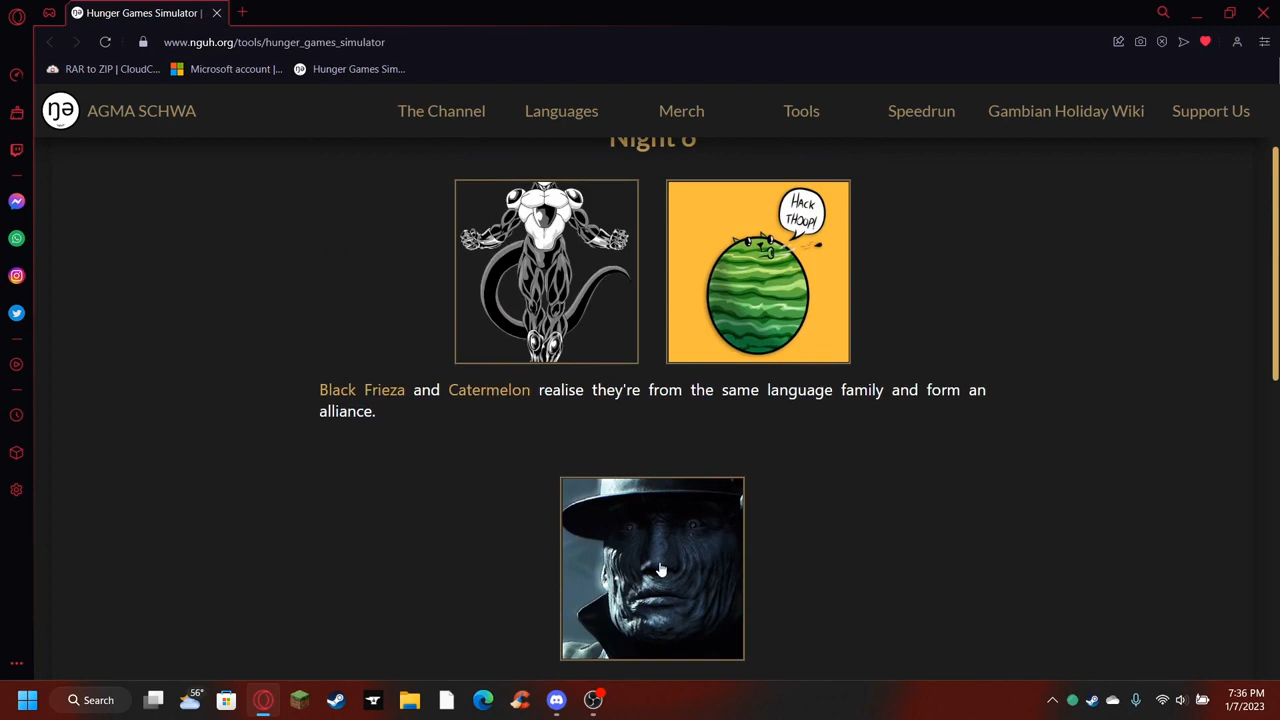 Hunger Games Simulator |
www.nguh.org/tools/hunger_games_simulator
RAR to ZIP | CloudC... Microsoft account |... Hunger Games Sim...
ŋə AGMA SCHWA The Channel Languages Merch Tools Speedrun Gambian Holiday Wiki Support Us
HACK
THOOP!
Black Frieza and Catermelon realise they're from the same language family and form an
alliance.
56°
Search
7:36 PM
1/7/2023